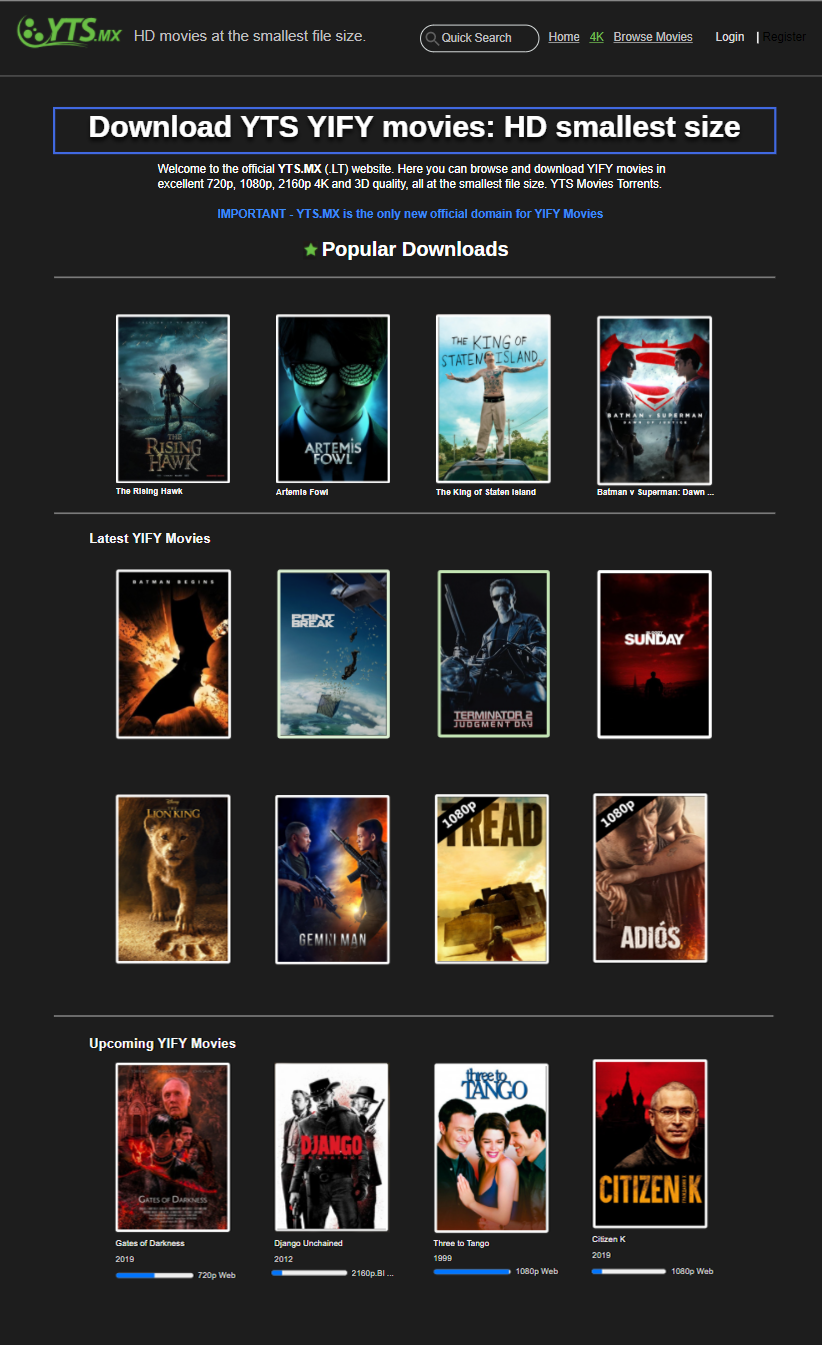 YTS.MX
HD movies at the smallest file size.
Quick Search
Home
4K
Browse Movies
Login
|
Register
Download YTS YIFY movies: HD smallest size
Welcome to the official YTS.MX (.LT) website. Here you can browse and download YIFY movies in
excellent 720p, 1080p, 2160p 4K and 3D quality, all at the smallest file size. YTS Movies Torrents.
IMPORTANT - YTS.MX is the only new official domain for YIFY Movies
Popular Downloads
THE
RISING
HAWK
ARTEMIS
FOWL
THE KING OF
STATEN ISLAND
BATMAN v SUPERMAN
DAWN OF JUSTICE
The Rising Hawk
Artemis Fowl
The King of Staten Island
Batman v Superman: Dawn ...
Latest YIFY Movies
BATMAN BEGINS
POINT
BREAK
TERMINATOR 2
JUDGMENT DAY
SUNDAY
Disney
THE
LION KING
GEMINI MAN
1080p
TREAD
1080p
ADIÓS
Upcoming YIFY Movies
GATES OF DARKNESS
DJANGO
three to
TANGO
CITIZEN K
Gates of Darkness
2019
720p Web
Django Unchained
2012
2160p.Bl ...
Three to Tango
1999
1080p Web
Citizen K
2019
1080p Web